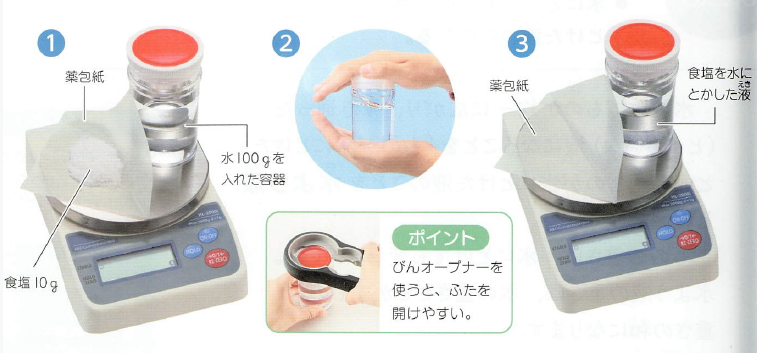 1
薬包紙
水100gを
入れた容器
食塩10g
2
ポイント
びんオープナーを
使うと、ふたを
開けやすい。
3
薬包紙
食塩を水に
えき
とかした液